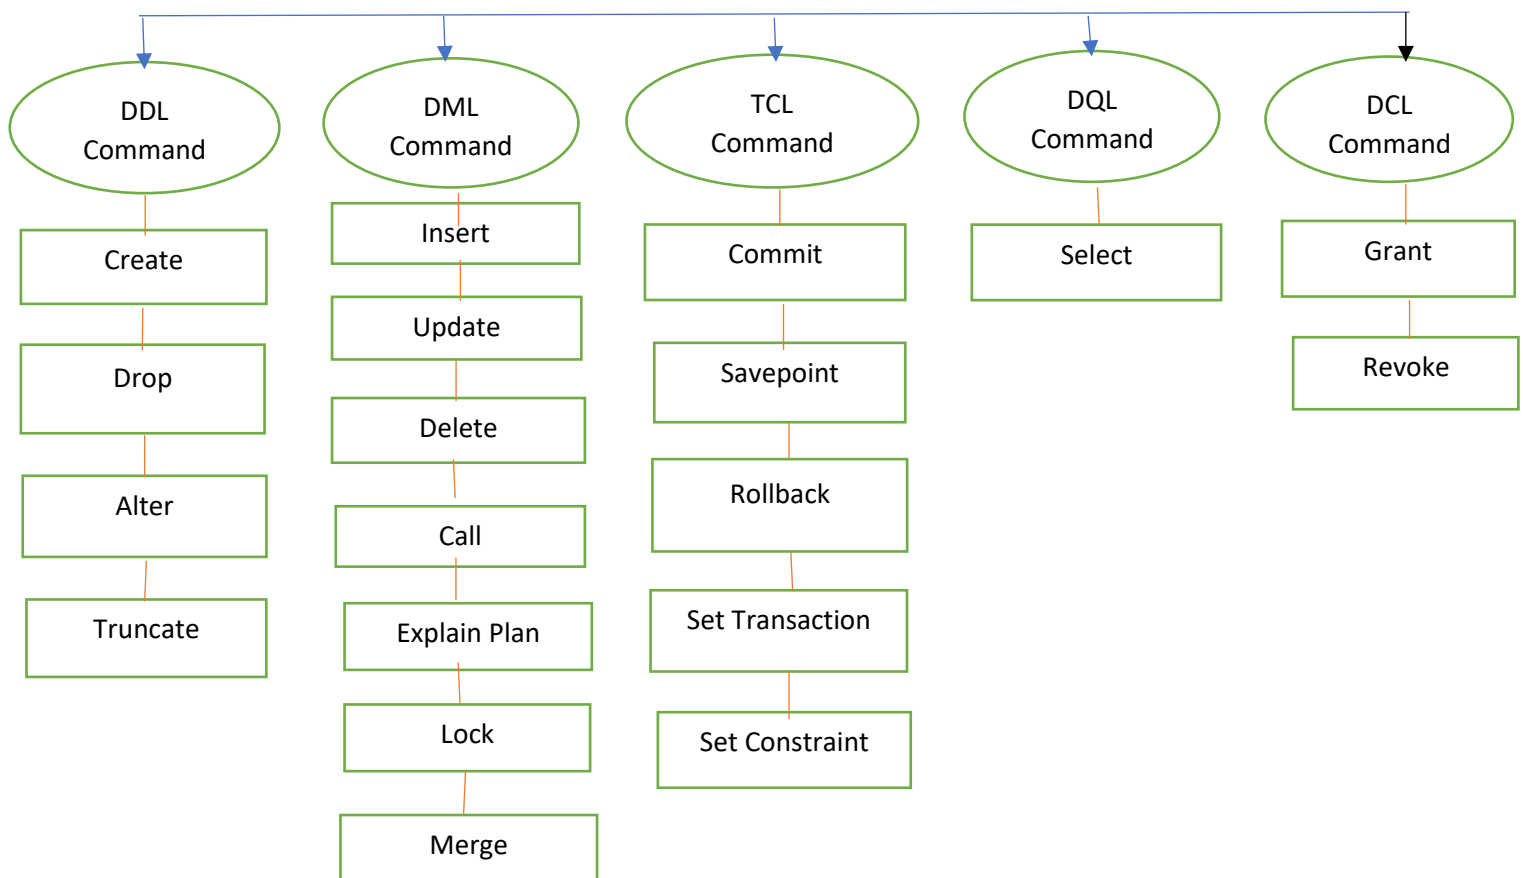 DDL
Command
DML
Command
TCL
Command
DQL
Command
DCL
Command
Create
Drop
Alter
Truncate
Insert
Update
Delete
Call
Explain Plan
Lock
Merge
Commit
Savepoint
Rollback
Set Transaction
Set Constraint
Select
Grant
Revoke